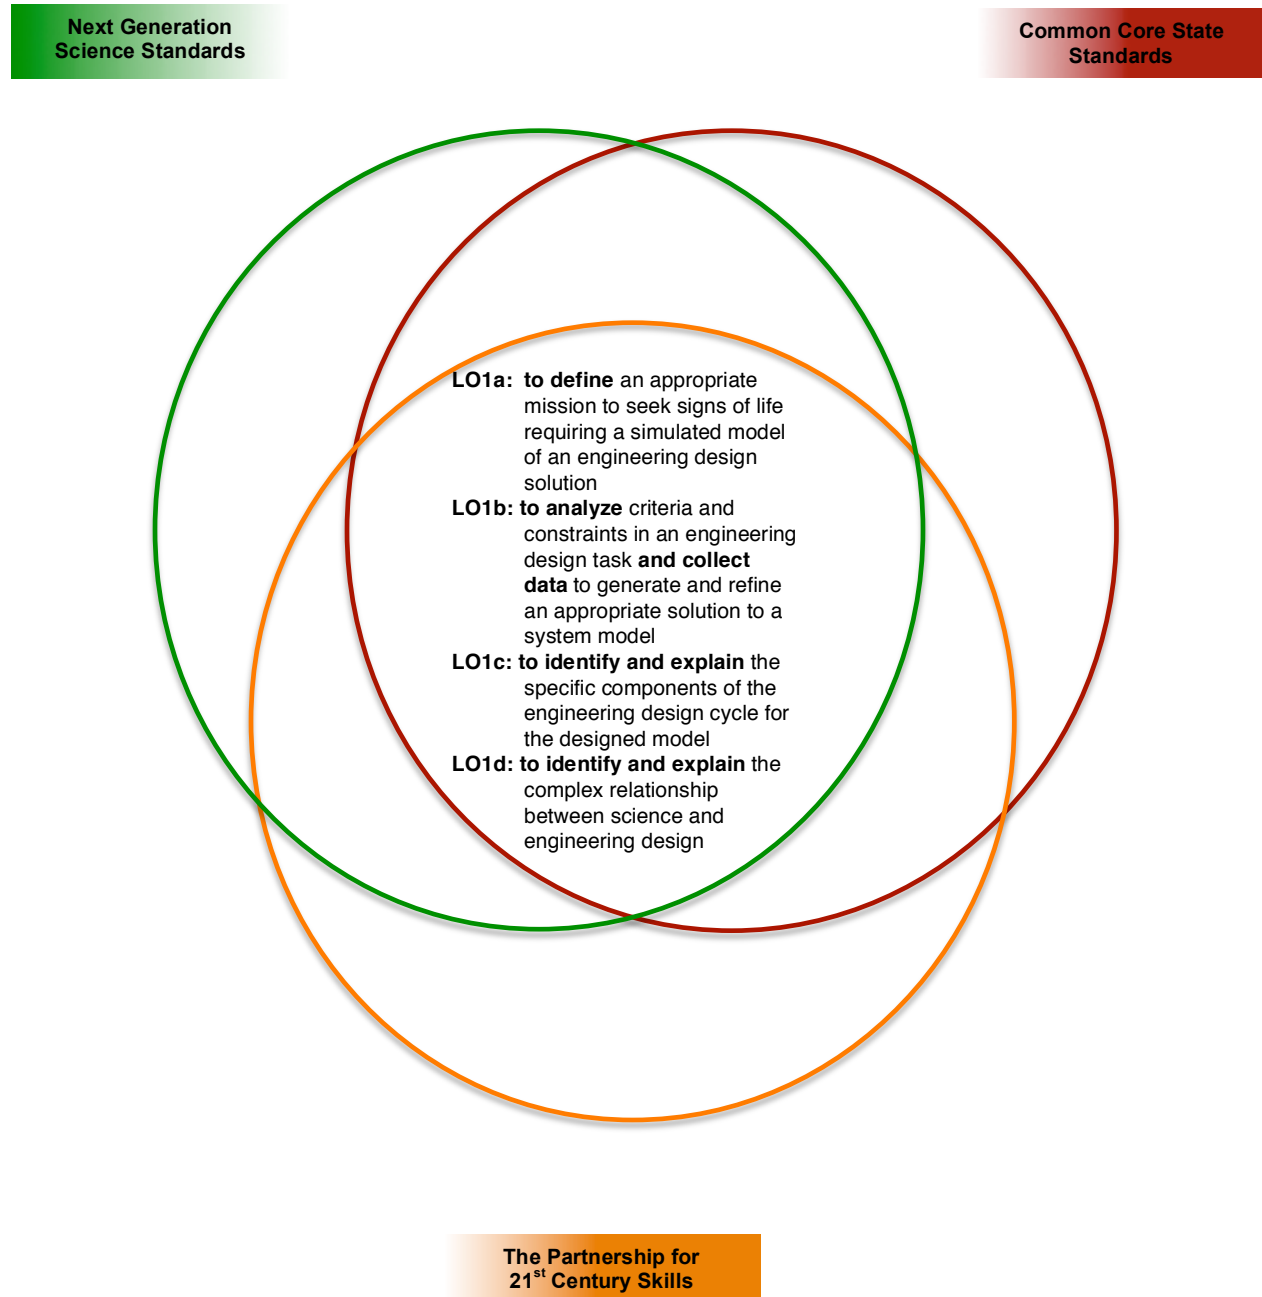 Next Generation
Science Standards
Common Core State
Standards
LO1a: to define an appropriate
mission to seek signs of life
requiring a simulated model
of an engineering design
solution
LO1b: to analyze criteria and
constraints in an engineering
design task and collect
data to generate and refine
an appropriate solution to a
system model
LO1c: to identify and explain the
specific components of the
engineering design cycle for
the designed model
LO1d: to identify and explain the
complex relationship
between science and
engineering design
The Partnership for
21st Century Skills